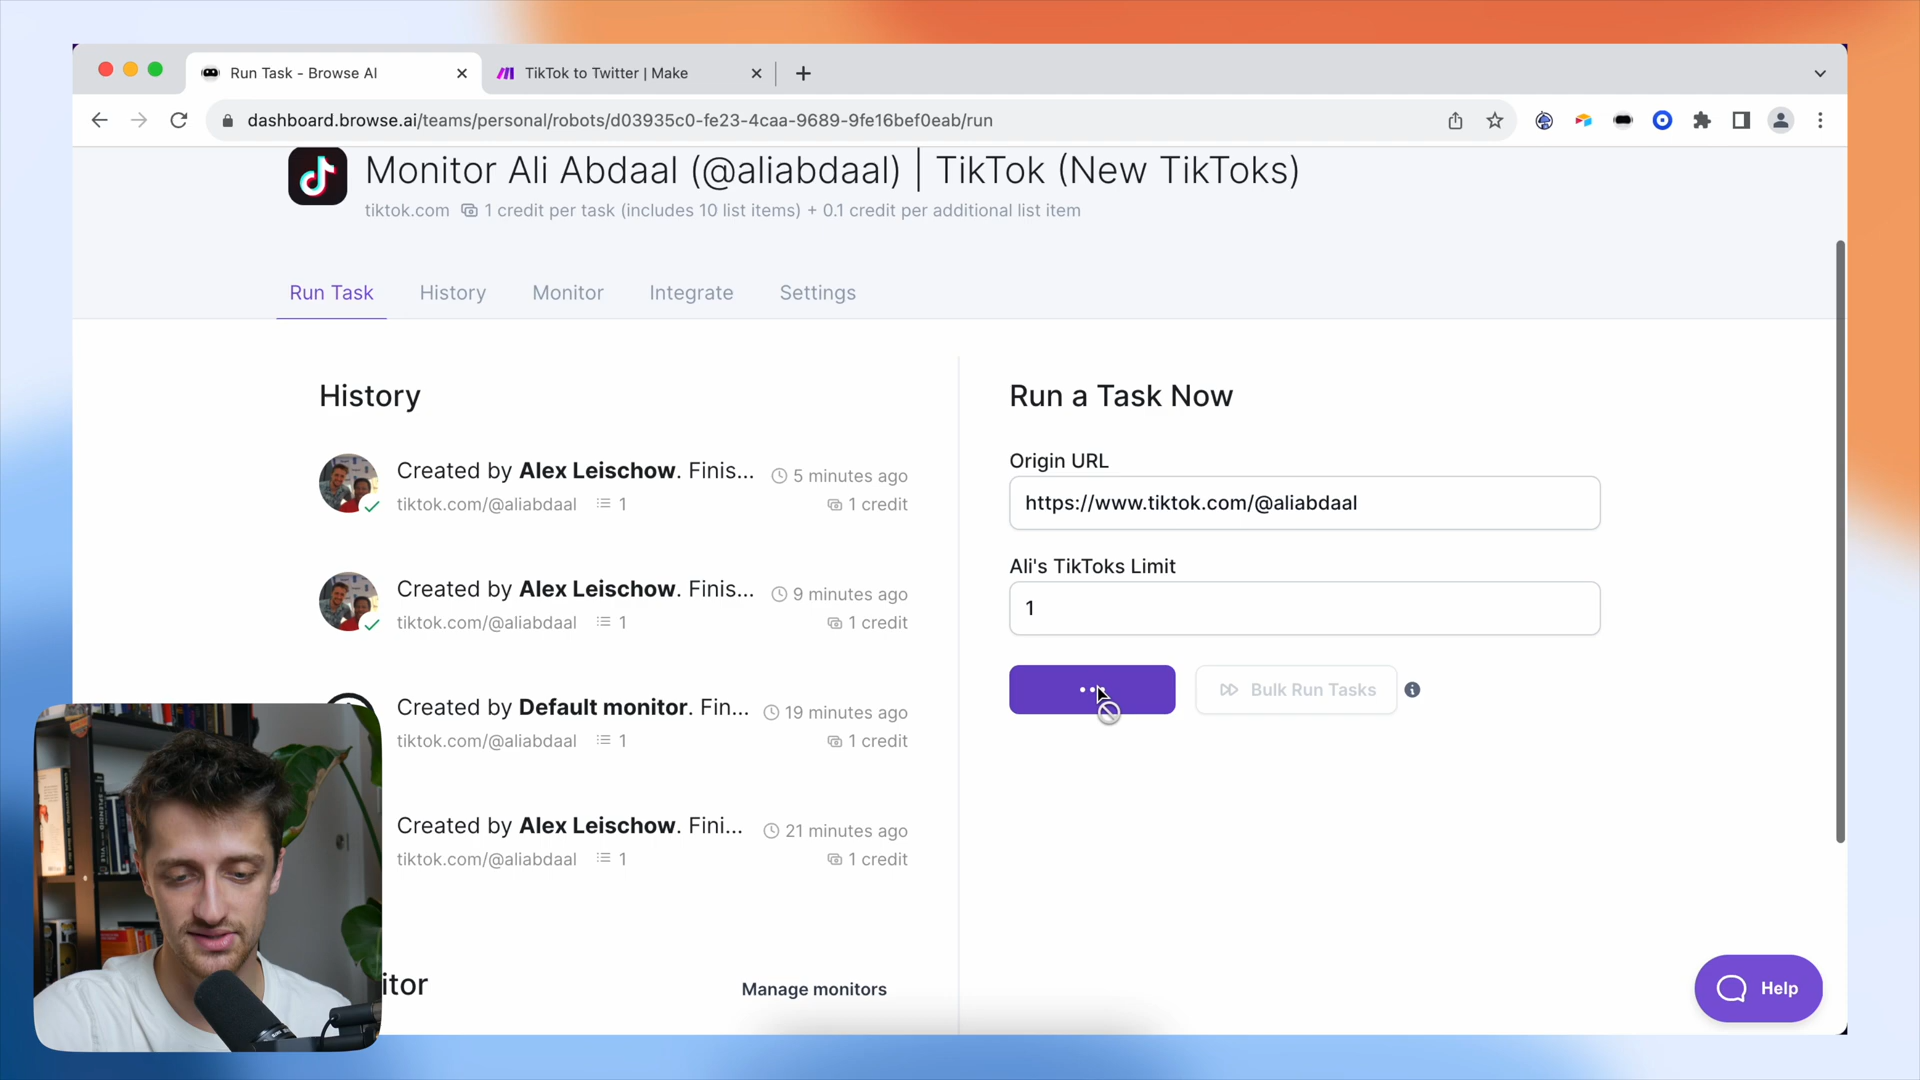 Run Task - Browse AI
TikTok to Twitter | Make
dashboard.browse.ai/teams/personal/robots/d03935c0-fe23-4caa-9689-9fe16bef0eab/run
Monitor Ali Abdaal (@aliabdaal) | TikTok (New TikToks)
tiktok.com 1 credit per task (includes 10 list items) + 0.1 credit per additional list item
Run Task History Monitor Integrate Settings
History
Created by Alex Leischow. Finis... 5 minutes ago
tiktok.com/@aliabdaal 1 1 credit
Created by Alex Leischow. Finis... 9 minutes ago
tiktok.com/@aliabdaal 1 1 credit
Created by Default monitor. Fin... 19 minutes ago
tiktok.com/@aliabdaal 1 1 credit
Created by Alex Leischow. Fini... 21 minutes ago
tiktok.com/@aliabdaal 1 1 credit
itor
Manage monitors
Run a Task Now
Origin URL
https://www.tiktok.com/@aliabdaal
Ali's TikToks Limit
1
Bulk Run Tasks
Help